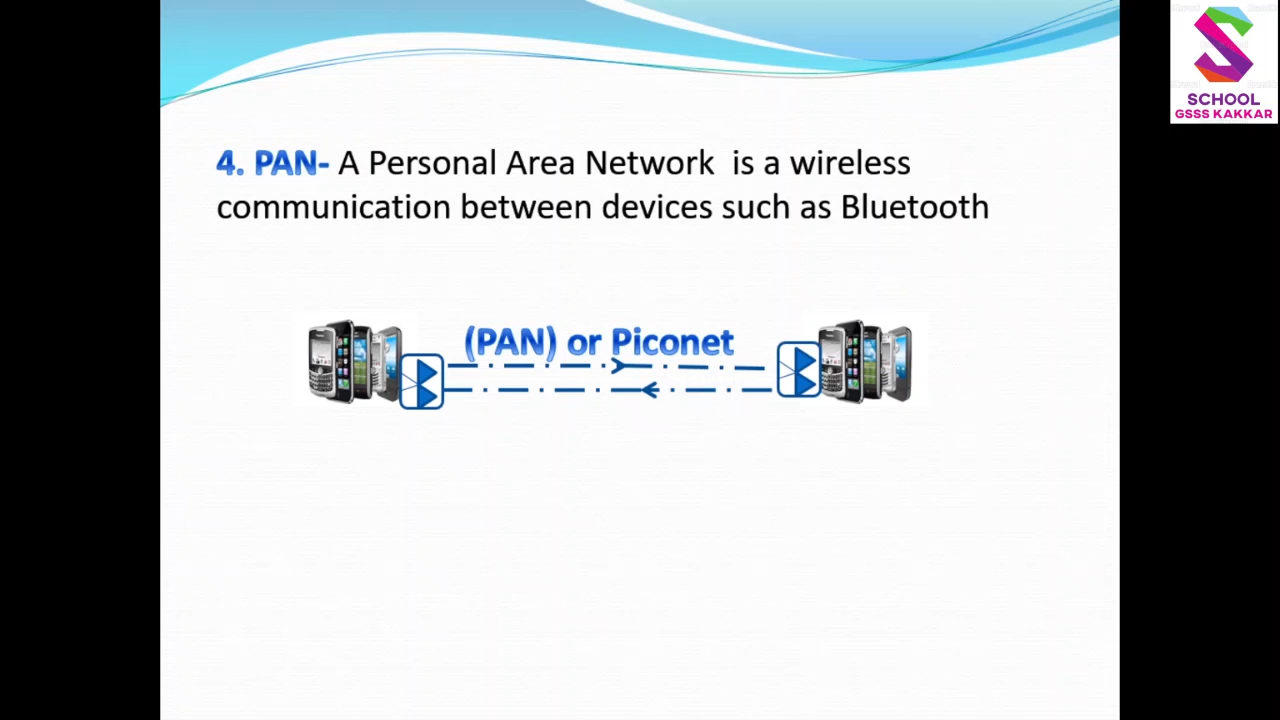 SCHOOL
GSSS KAKKAR
4. PAN- A Personal Area Network is a wireless
communication between devices such as Bluetooth
(PAN) or Piconet